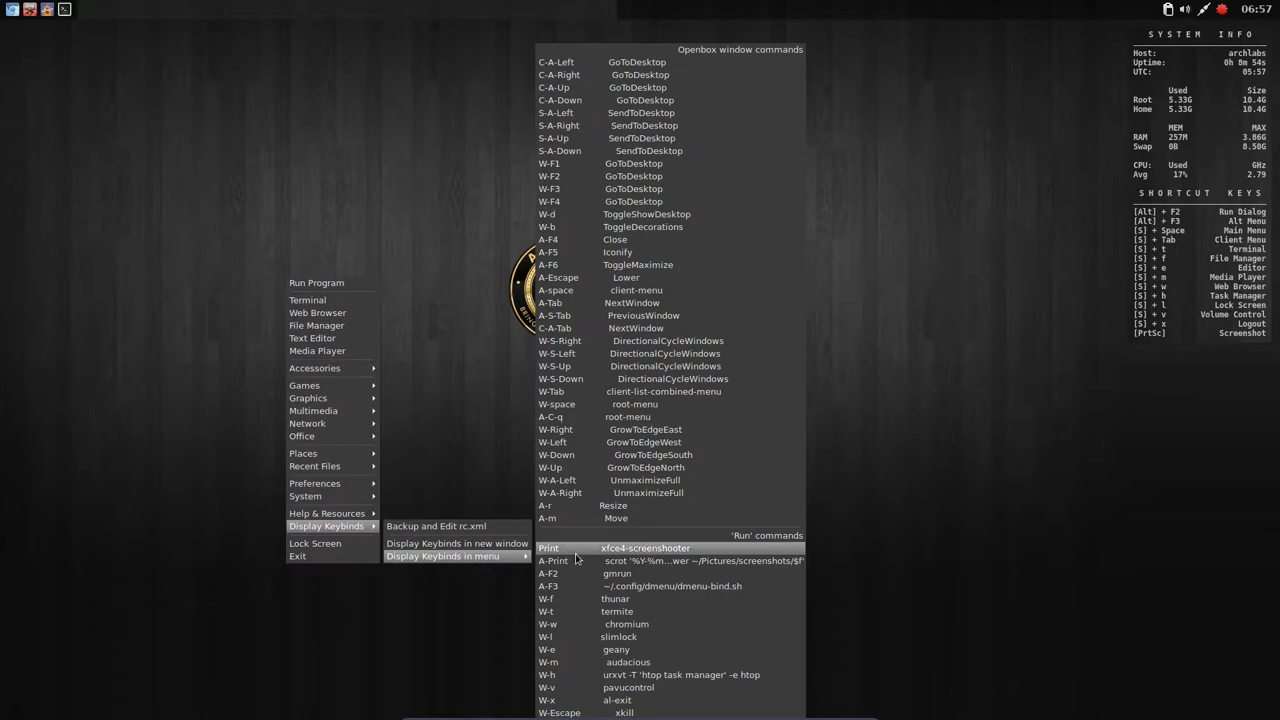 06:57
SYSTEM INFO
Host: archlabs
Uptime: 0h 8m 54s
UTC: 05:57
Used Size
Root 5.33G 10.4G
Home 5.33G 10.4G
MEM MAX
RAM 257M 3.86G
Swap 0B 8.50G
CPU: Used GHz
Avg 17% 2.79
SHORTCUT KEYS
[Alt] + F2 Run Dialog
[Alt] + F3 Alt Menu
[S] + Space Main Menu
[S] + Tab Client Menu
[S] + t Terminal
[S] + f File Manager
[S] + e Editor
[S] + m Media Player
[S] + w Web Browser
[S] + h Task Manager
[S] + l Lock Screen
[S] + v Volume Control
[S] + x Logout
[PrtSc] Screenshot
Run Program
Terminal
Web Browser
File Manager
Text Editor
Media Player
Accessories
Games
Graphics
Multimedia
Network
Office
Places
Recent Files
Preferences
System
Help & Resources
Display Keybinds
Lock Screen
Exit
Backup and Edit rc.xml
Display Keybinds in new window
Display Keybinds in menu
Openbox window commands
C-A-Left GoToDesktop
C-A-Right GoToDesktop
C-A-Up GoToDesktop
C-A-Down GoToDesktop
S-A-Left SendToDesktop
S-A-Right SendToDesktop
S-A-Up SendToDesktop
S-A-Down SendToDesktop
W-F1 GoToDesktop
W-F2 GoToDesktop
W-F3 GoToDesktop
W-F4 GoToDesktop
W-d ToggleShowDesktop
W-b ToggleDecorations
A-F4 Close
A-F5 Iconify
A-F6 ToggleMaximize
A-Escape Lower
A-space client-menu
A-Tab NextWindow
A-S-Tab PreviousWindow
C-A-Tab NextWindow
W-S-Right DirectionalCycleWindows
W-S-Left DirectionalCycleWindows
W-S-Up DirectionalCycleWindows
W-S-Down DirectionalCycleWindows
W-Tab client-list-combined-menu
W-space root-menu
A-C-q root-menu
W-Right GrowToEdgeEast
W-Left GrowToEdgeWest
W-Down GrowToEdgeSouth
W-Up GrowToEdgeNorth
W-A-Left UnmaximizeFull
W-A-Right UnmaximizeFull
A-r Resize
A-m Move
'Run' commands
Print xfce4-screenshooter
A-Print scrot '%Y-%m...wer ~/Pictures/screenshots/$f'
A-F2 gmrun
A-F3 ~/.config/dmenu/dmenu-bind.sh
W-f thunar
W-t termite
W-w chromium
W-l slimlock
W-e geany
W-m audacious
W-h urxvt -T 'htop task manager' -e htop
W-v pavucontrol
W-x al-exit
W-Escape xkill